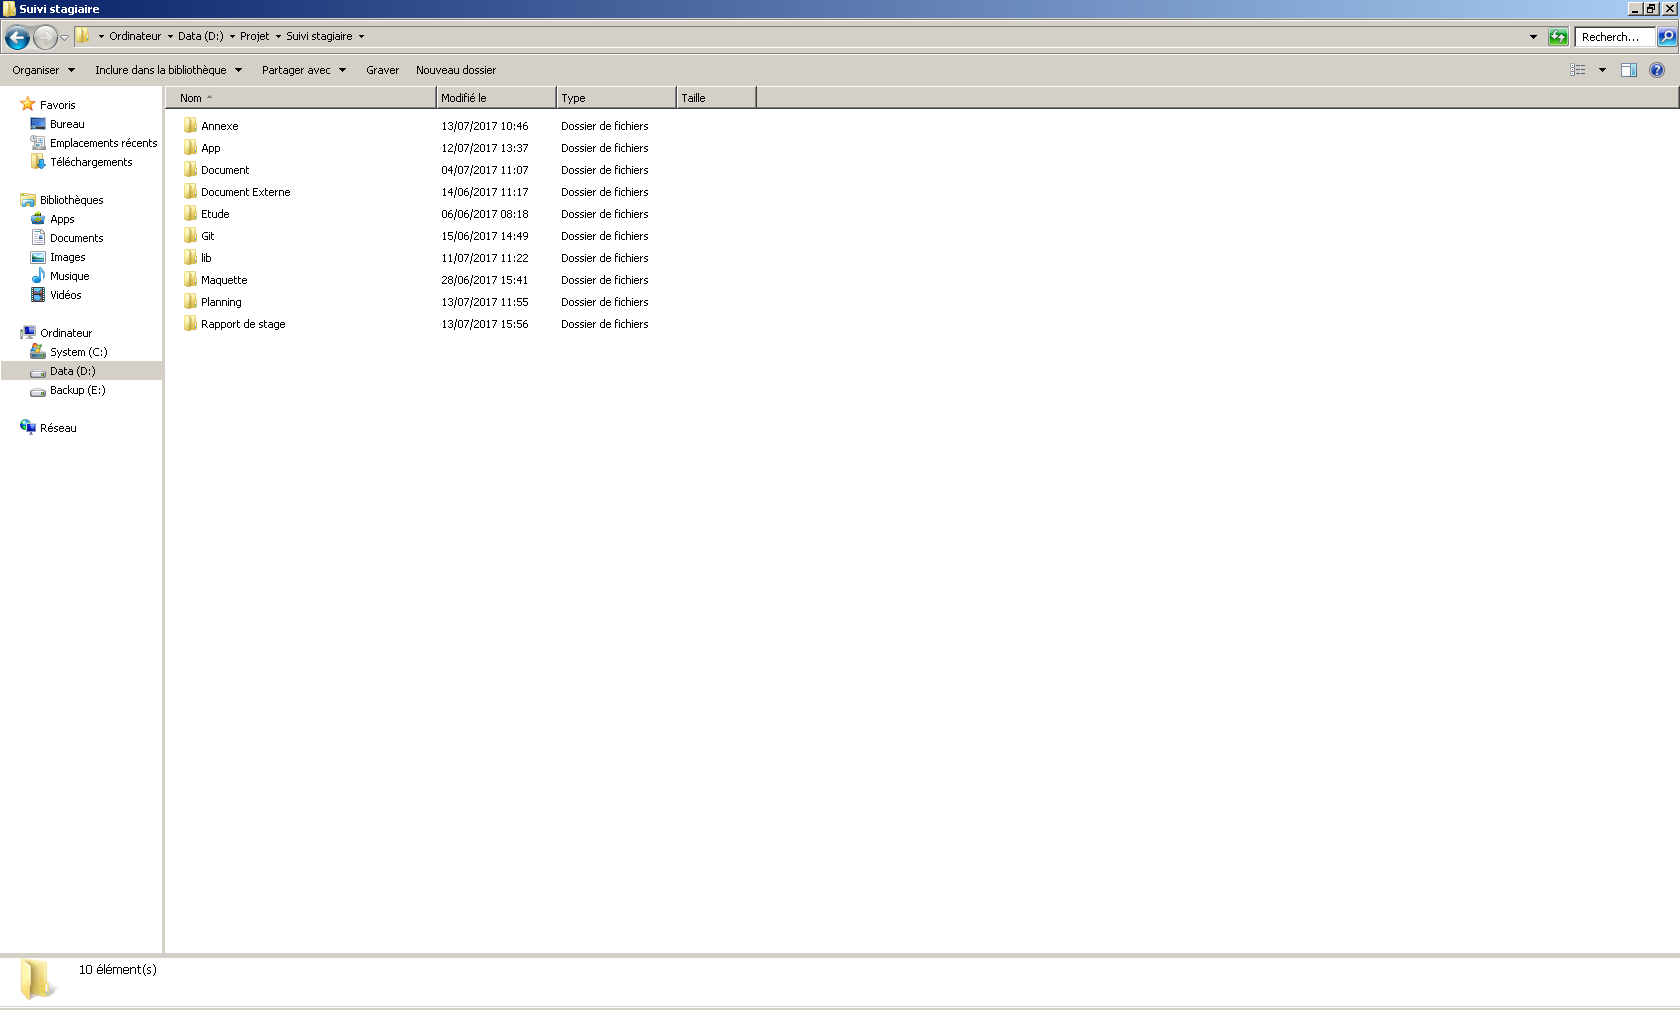 Suivi stagiaire
Ordinateur Data (D:) Projet Suivi stagiaire Recherch...
Organiser Inclure dans la bibliothèque Partager avec Graver Nouveau dossier
Favoris
Bureau
Emplacements récents
Téléchargements
Bibliothèques
Apps
Documents
Images
Musique
Vidéos
Ordinateur
System (C:)
Data (D:)
Backup (E:)
Réseau
Nom Modifié le Type Taille
Annexe 13/07/2017 10:46 Dossier de fichiers
App 12/07/2017 13:37 Dossier de fichiers
Document 04/07/2017 11:07 Dossier de fichiers
Document Externe 14/06/2017 11:17 Dossier de fichiers
Etude 06/06/2017 08:18 Dossier de fichiers
Git 15/06/2017 14:49 Dossier de fichiers
lib 11/07/2017 11:22 Dossier de fichiers
Maquette 28/06/2017 15:41 Dossier de fichiers
Planning 13/07/2017 11:55 Dossier de fichiers
Rapport de stage 13/07/2017 15:56 Dossier de fichiers
10 élément(s)